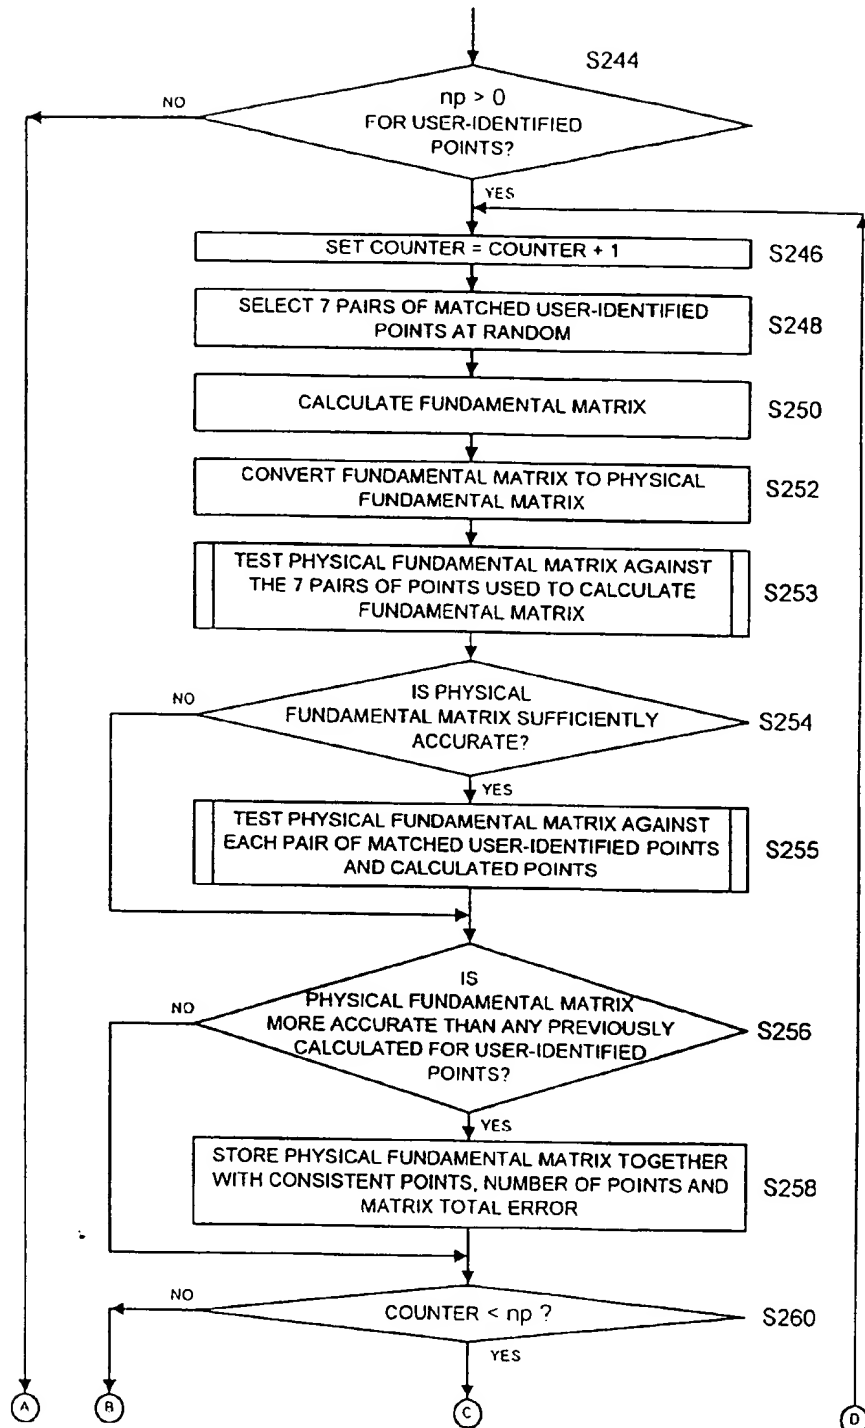 S244
NO
np > 0
FOR USER-IDENTIFIED
POINTS?
YES
SET COUNTER = COUNTER + 1
S246
SELECT 7 PAIRS OF MATCHED USER-IDENTIFIED
POINTS AT RANDOM
S248
CALCULATE FUNDAMENTAL MATRIX
S250
CONVERT FUNDAMENTAL MATRIX TO PHYSICAL
FUNDAMENTAL MATRIX
S252
TEST PHYSICAL FUNDAMENTAL MATRIX AGAINST
THE 7 PAIRS OF POINTS USED TO CALCULATE
FUNDAMENTAL MATRIX
S253
NO
IS PHYSICAL
FUNDAMENTAL MATRIX SUFFICIENTLY
ACCURATE?
S254
YES
TEST PHYSICAL FUNDAMENTAL MATRIX AGAINST
EACH PAIR OF MATCHED USER-IDENTIFIED POINTS
AND CALCULATED POINTS
S255
NO
IS
PHYSICAL FUNDAMENTAL MATRIX
MORE ACCURATE THAN ANY PREVIOUSLY
CALCULATED FOR USER-IDENTIFIED
POINTS?
S256
YES
STORE PHYSICAL FUNDAMENTAL MATRIX TOGETHER
WITH CONSISTENT POINTS, NUMBER OF POINTS AND
MATRIX TOTAL ERROR
S258
NO
COUNTER < np ?
S260
YES
A
B
C
D